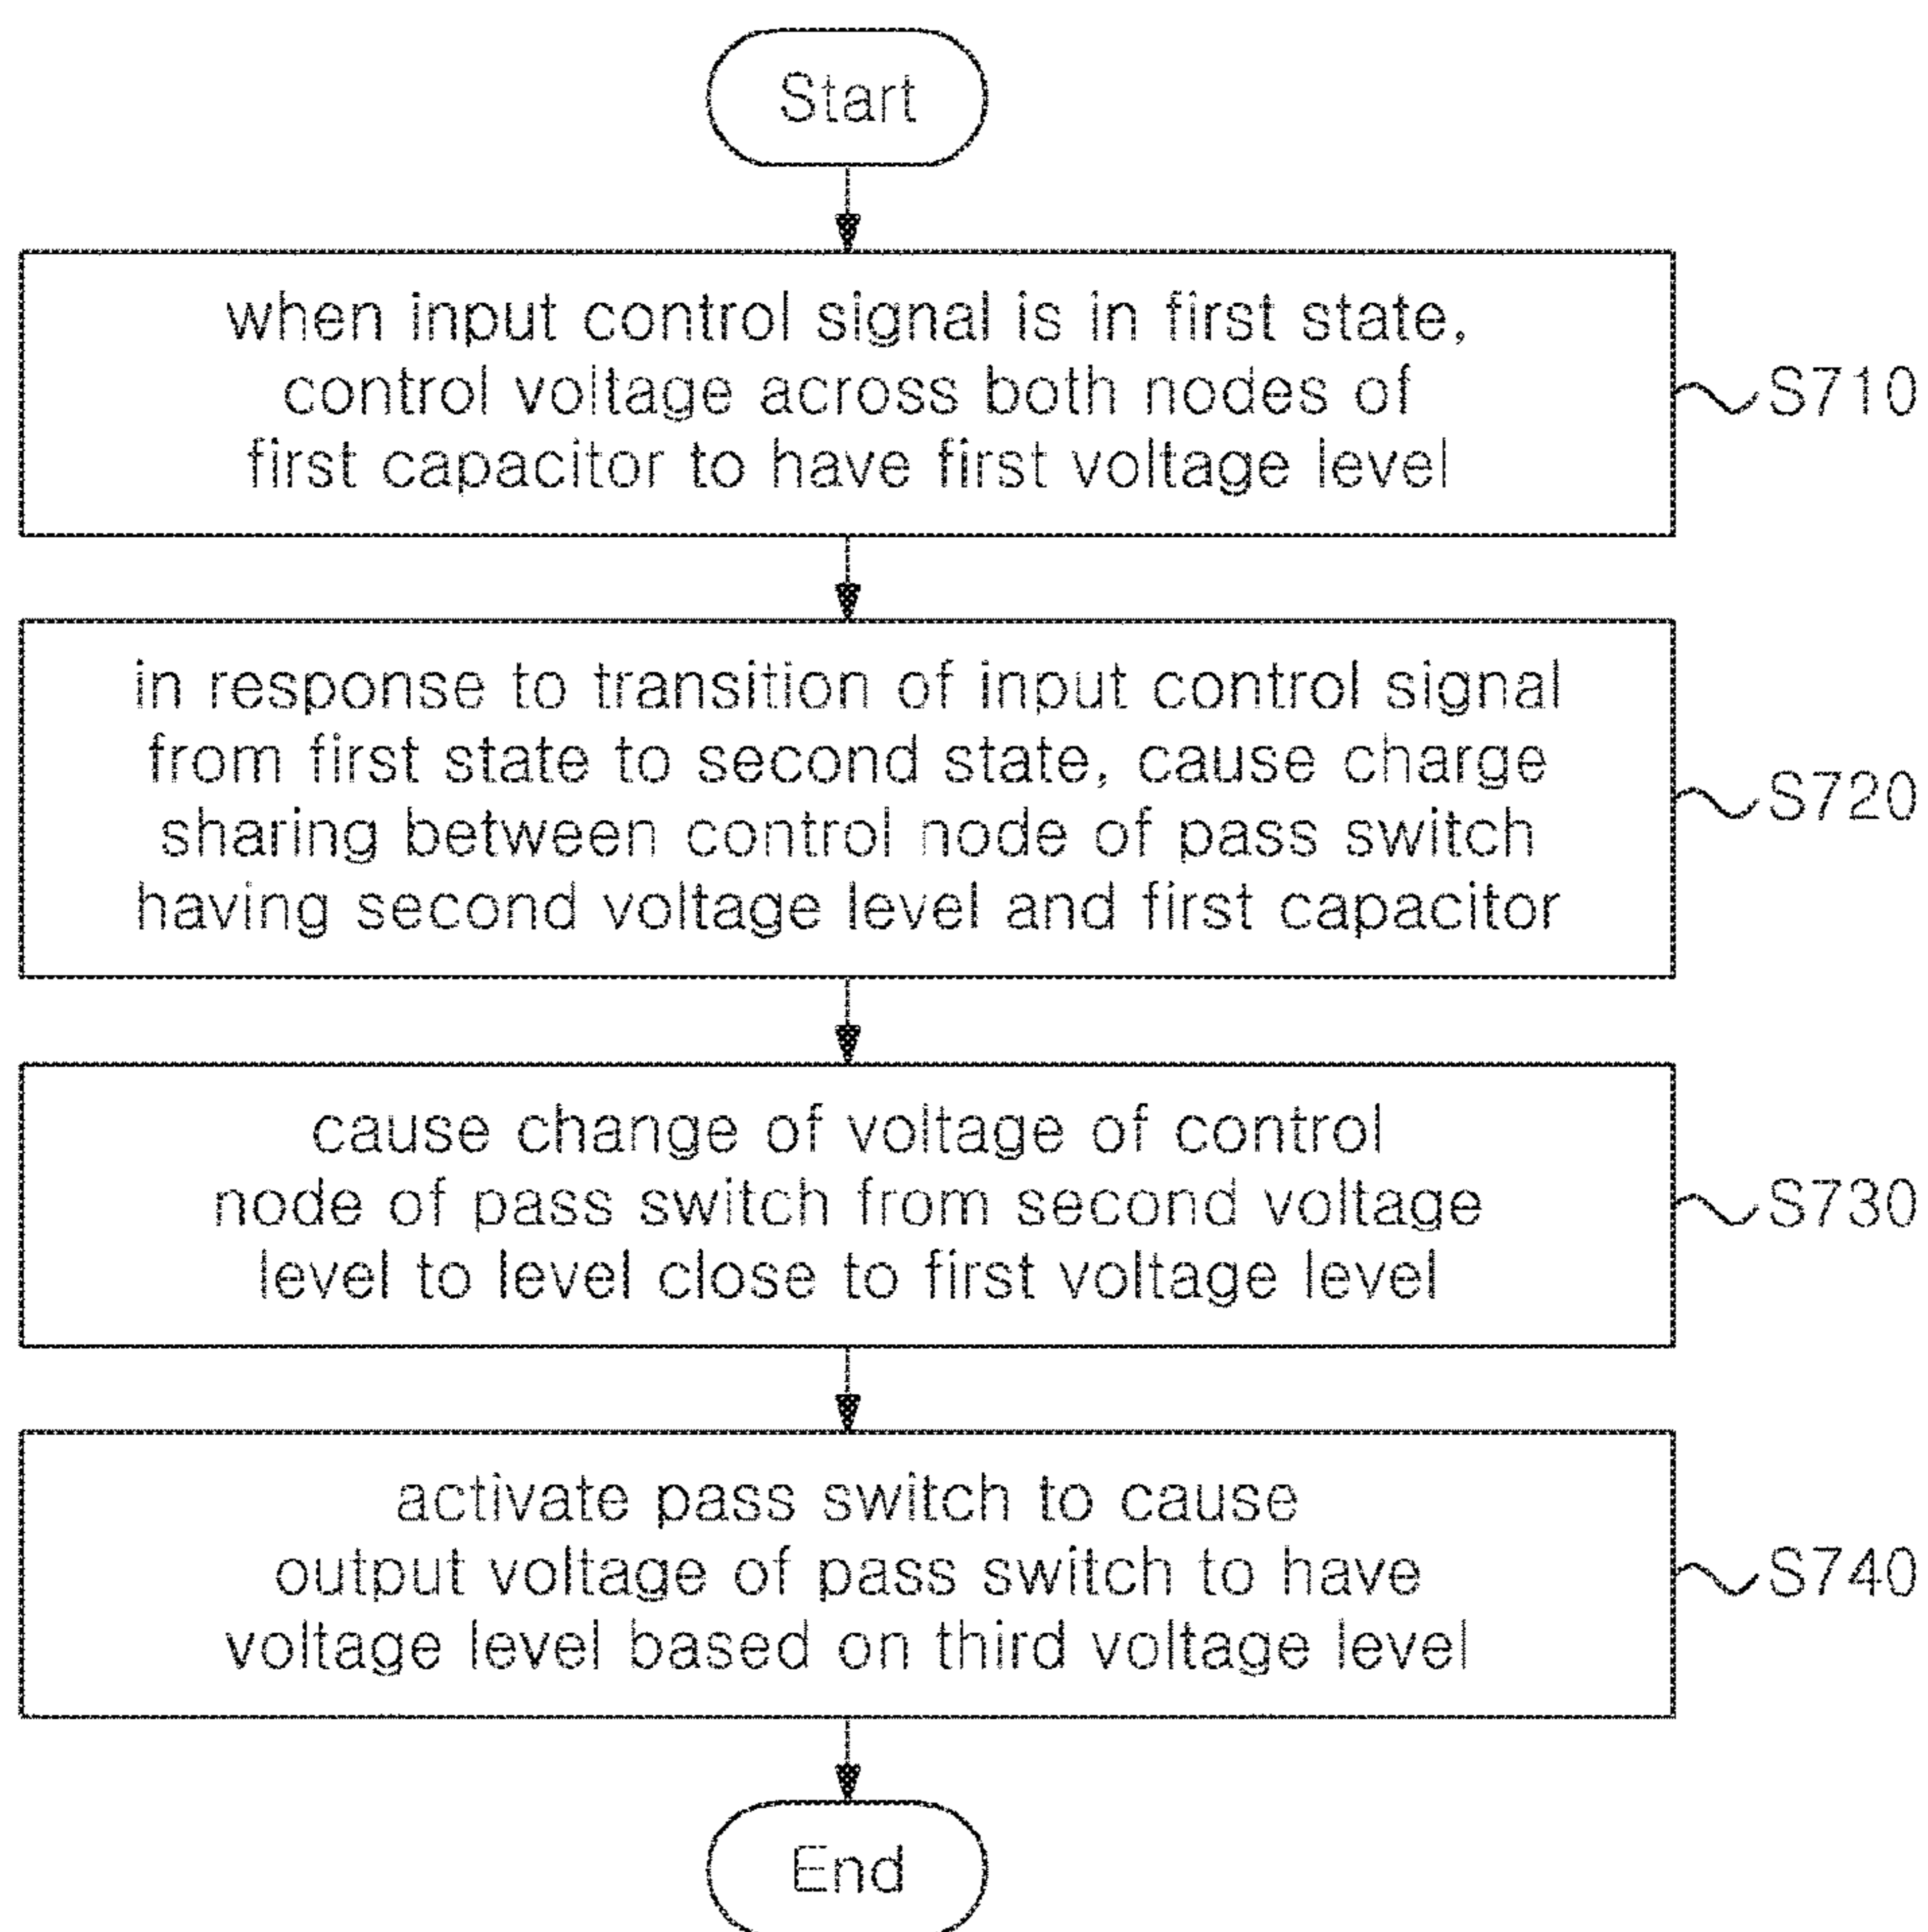 Start
when input control signal is in first state,
control voltage across both nodes of
first capacitor to have first voltage level
S710
in response to transition of input control signal
from first state to second state, cause charge
sharing between control node of pass switch
having second voltage level and first capacitor
S720
cause change of voltage of control
node of pass switch from second voltage
level to level close to first voltage level
S730
activate pass switch to cause
output voltage of pass switch to have
voltage level based on third voltage level
S740
End